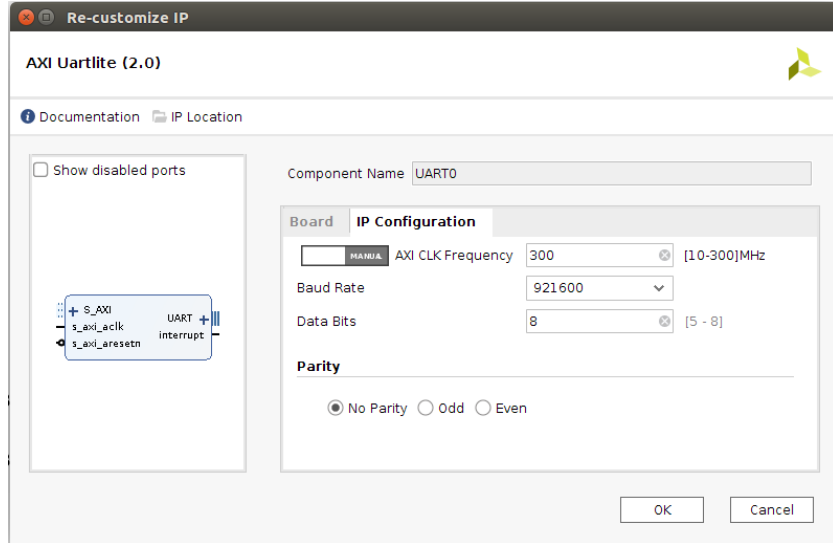 Re-customize IP
AXI Uartlite (2.0)
Documentation IP Location
Show disabled ports
S_AXI
s_axi_aclk
s_axi_aresetn
UART
interrupt
Component Name UART0
Board IP Configuration
MANUAL AXI CLK Frequency 300 [10-300]MHz
Baud Rate 921600
Data Bits 8 [5 - 8]
Parity
No Parity Odd Even
OK Cancel